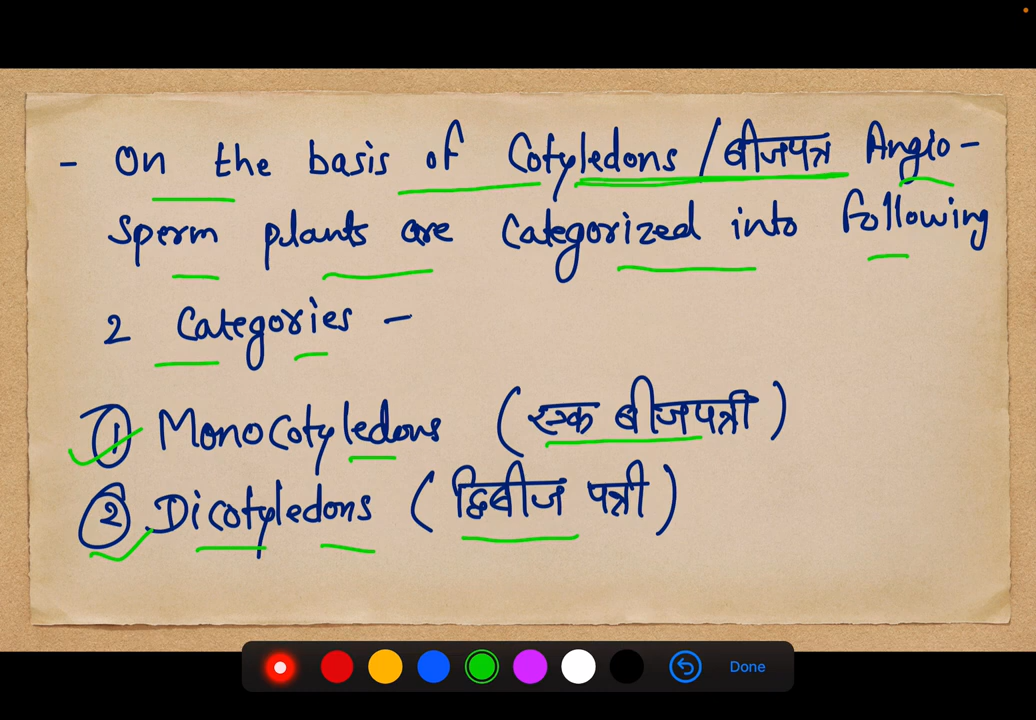 - On the basis of Cotyledons / बीजपत्र Angio-
sperm plants are Categorized into following
2 Categories -
① Monocotyledons (एक बीजपत्री)
② Dicotyledons (द्विबीज पत्री)
Done